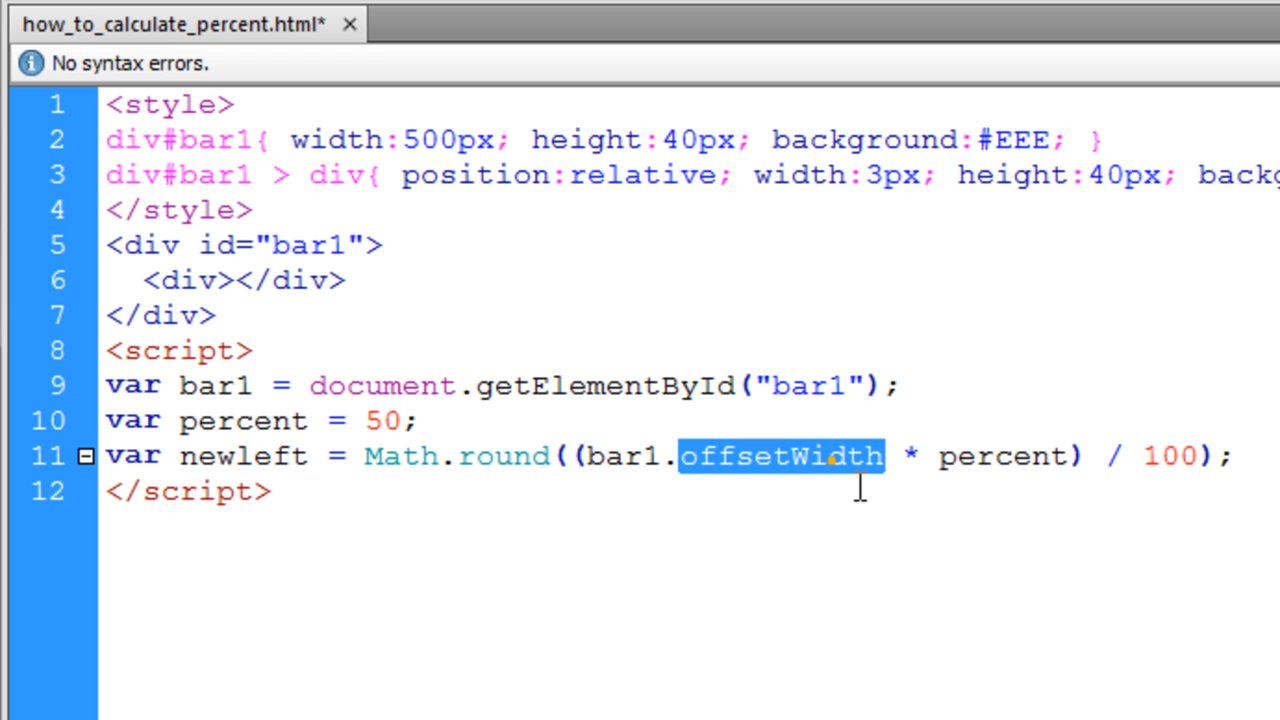 how_to_calculate_percent.html*
No syntax errors.
1 <style>
2 div#bar1{ width:500px; height:40px; background:#EEE; }
3 div#bar1 > div{ position:relative; width:3px; height:40px; backg
4 </style>
5 <div id="bar1">
6 <div></div>
7 </div>
8 <script>
9 var bar1 = document.getElementById("bar1");
10 var percent = 50;
11 var newleft = Math.round((bar1.offsetWidth * percent) / 100);
12 </script>